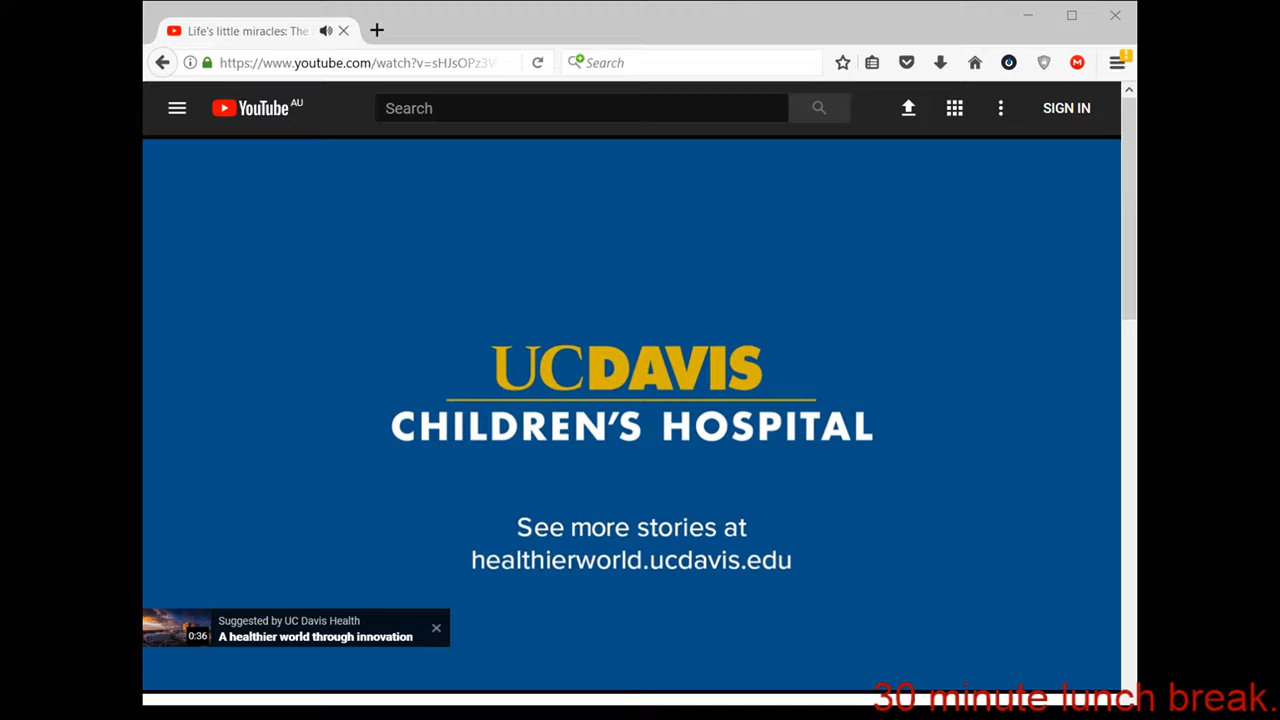 Life's little miracles: The
https://www.youtube.com/watch?v=sHJsOPz3
Search
YouTube AU
Search
SIGN IN
UCDAVIS
CHILDREN'S HOSPITAL
See more stories at
healthierworld.ucdavis.edu
Suggested by UC Davis Health
0:36
A healthier world through innovation
30 minute lunch break.